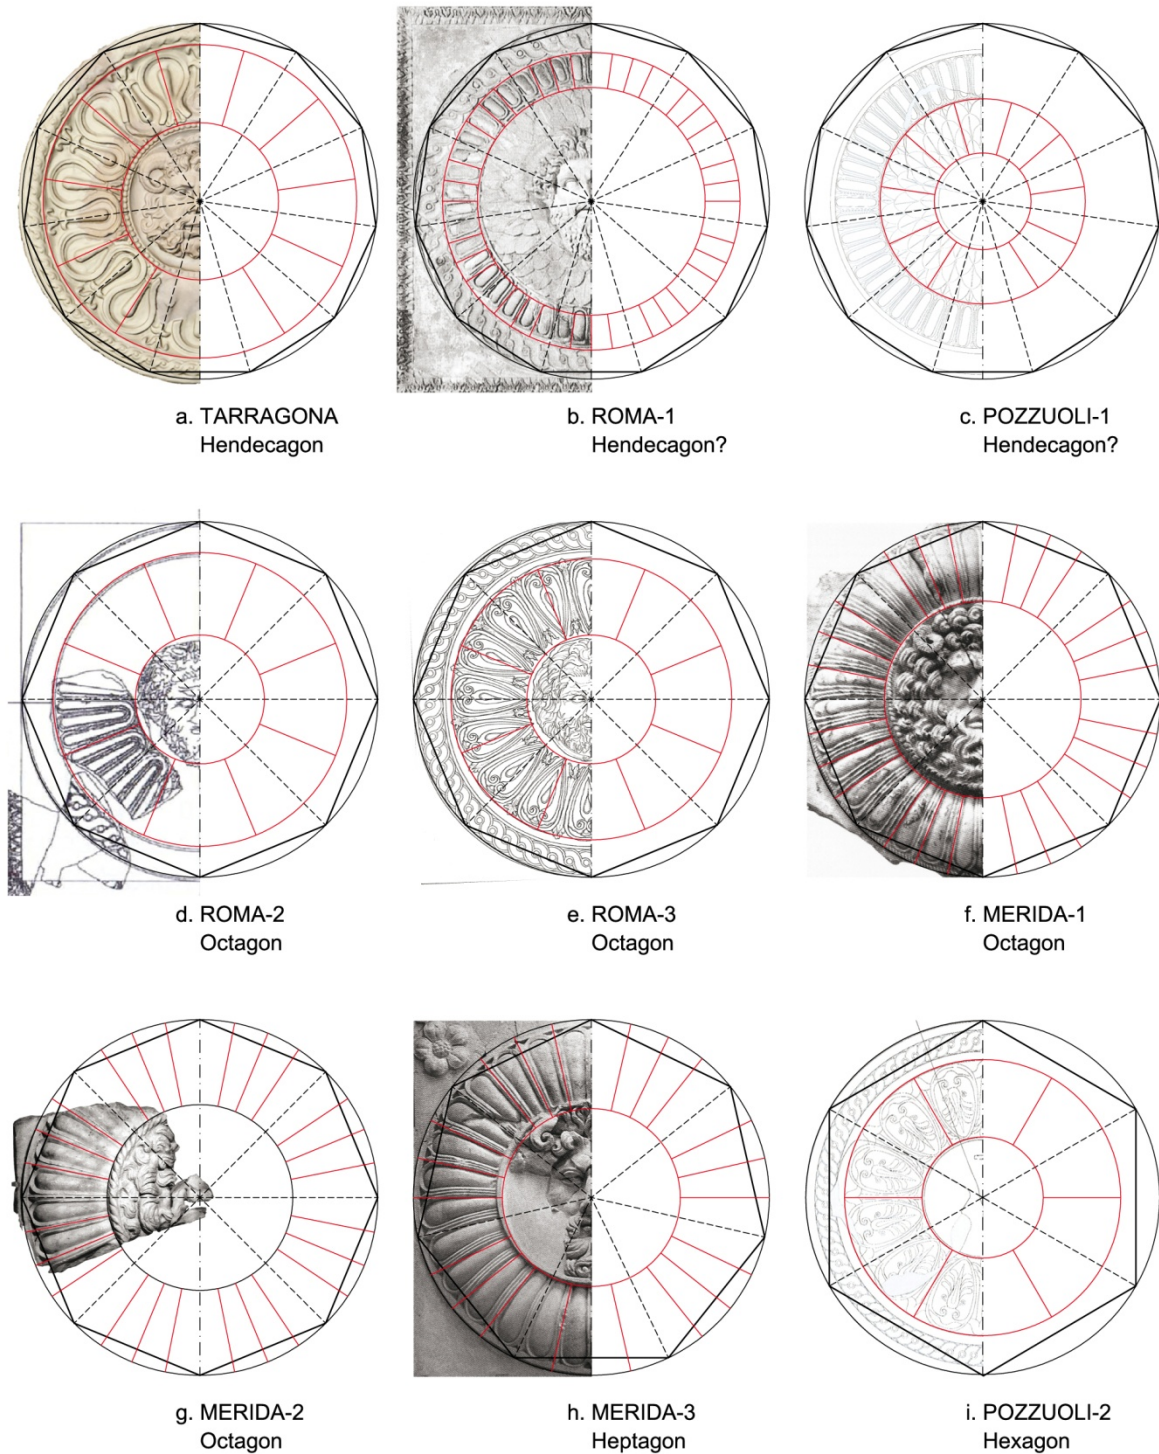 a. TARRAGONA
Hendecagon
b. ROMA-1
Hendecagon?
c. POZZUOLI-1
Hendecagon?
d. ROMA-2
Octagon
e. ROMA-3
Octagon
f. MERIDA-1
Octagon
g. MERIDA-2
Octagon
h. MERIDA-3
Heptagon
i. POZZUOLI-2
Hexagon